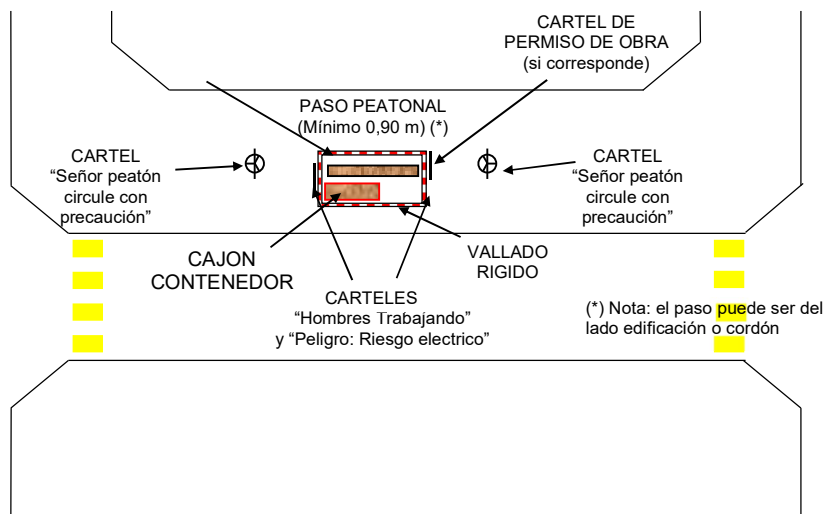 CARTEL DE
PERMISO DE OBRA
(si corresponde)
PASO PEATONAL
(Mínimo 0,90 m) (*)
CARTEL
“Señor peatón
circule con
precaución”
CARTEL
“Señor peatón
circule con
precaución”
CAJON
CONTENEDOR
VALLADO
RIGIDO
CARTELES
“Hombres Trabajando”
y “Peligro: Riesgo electrico”
(*) Nota: el paso puede ser del
lado edificación o cordón